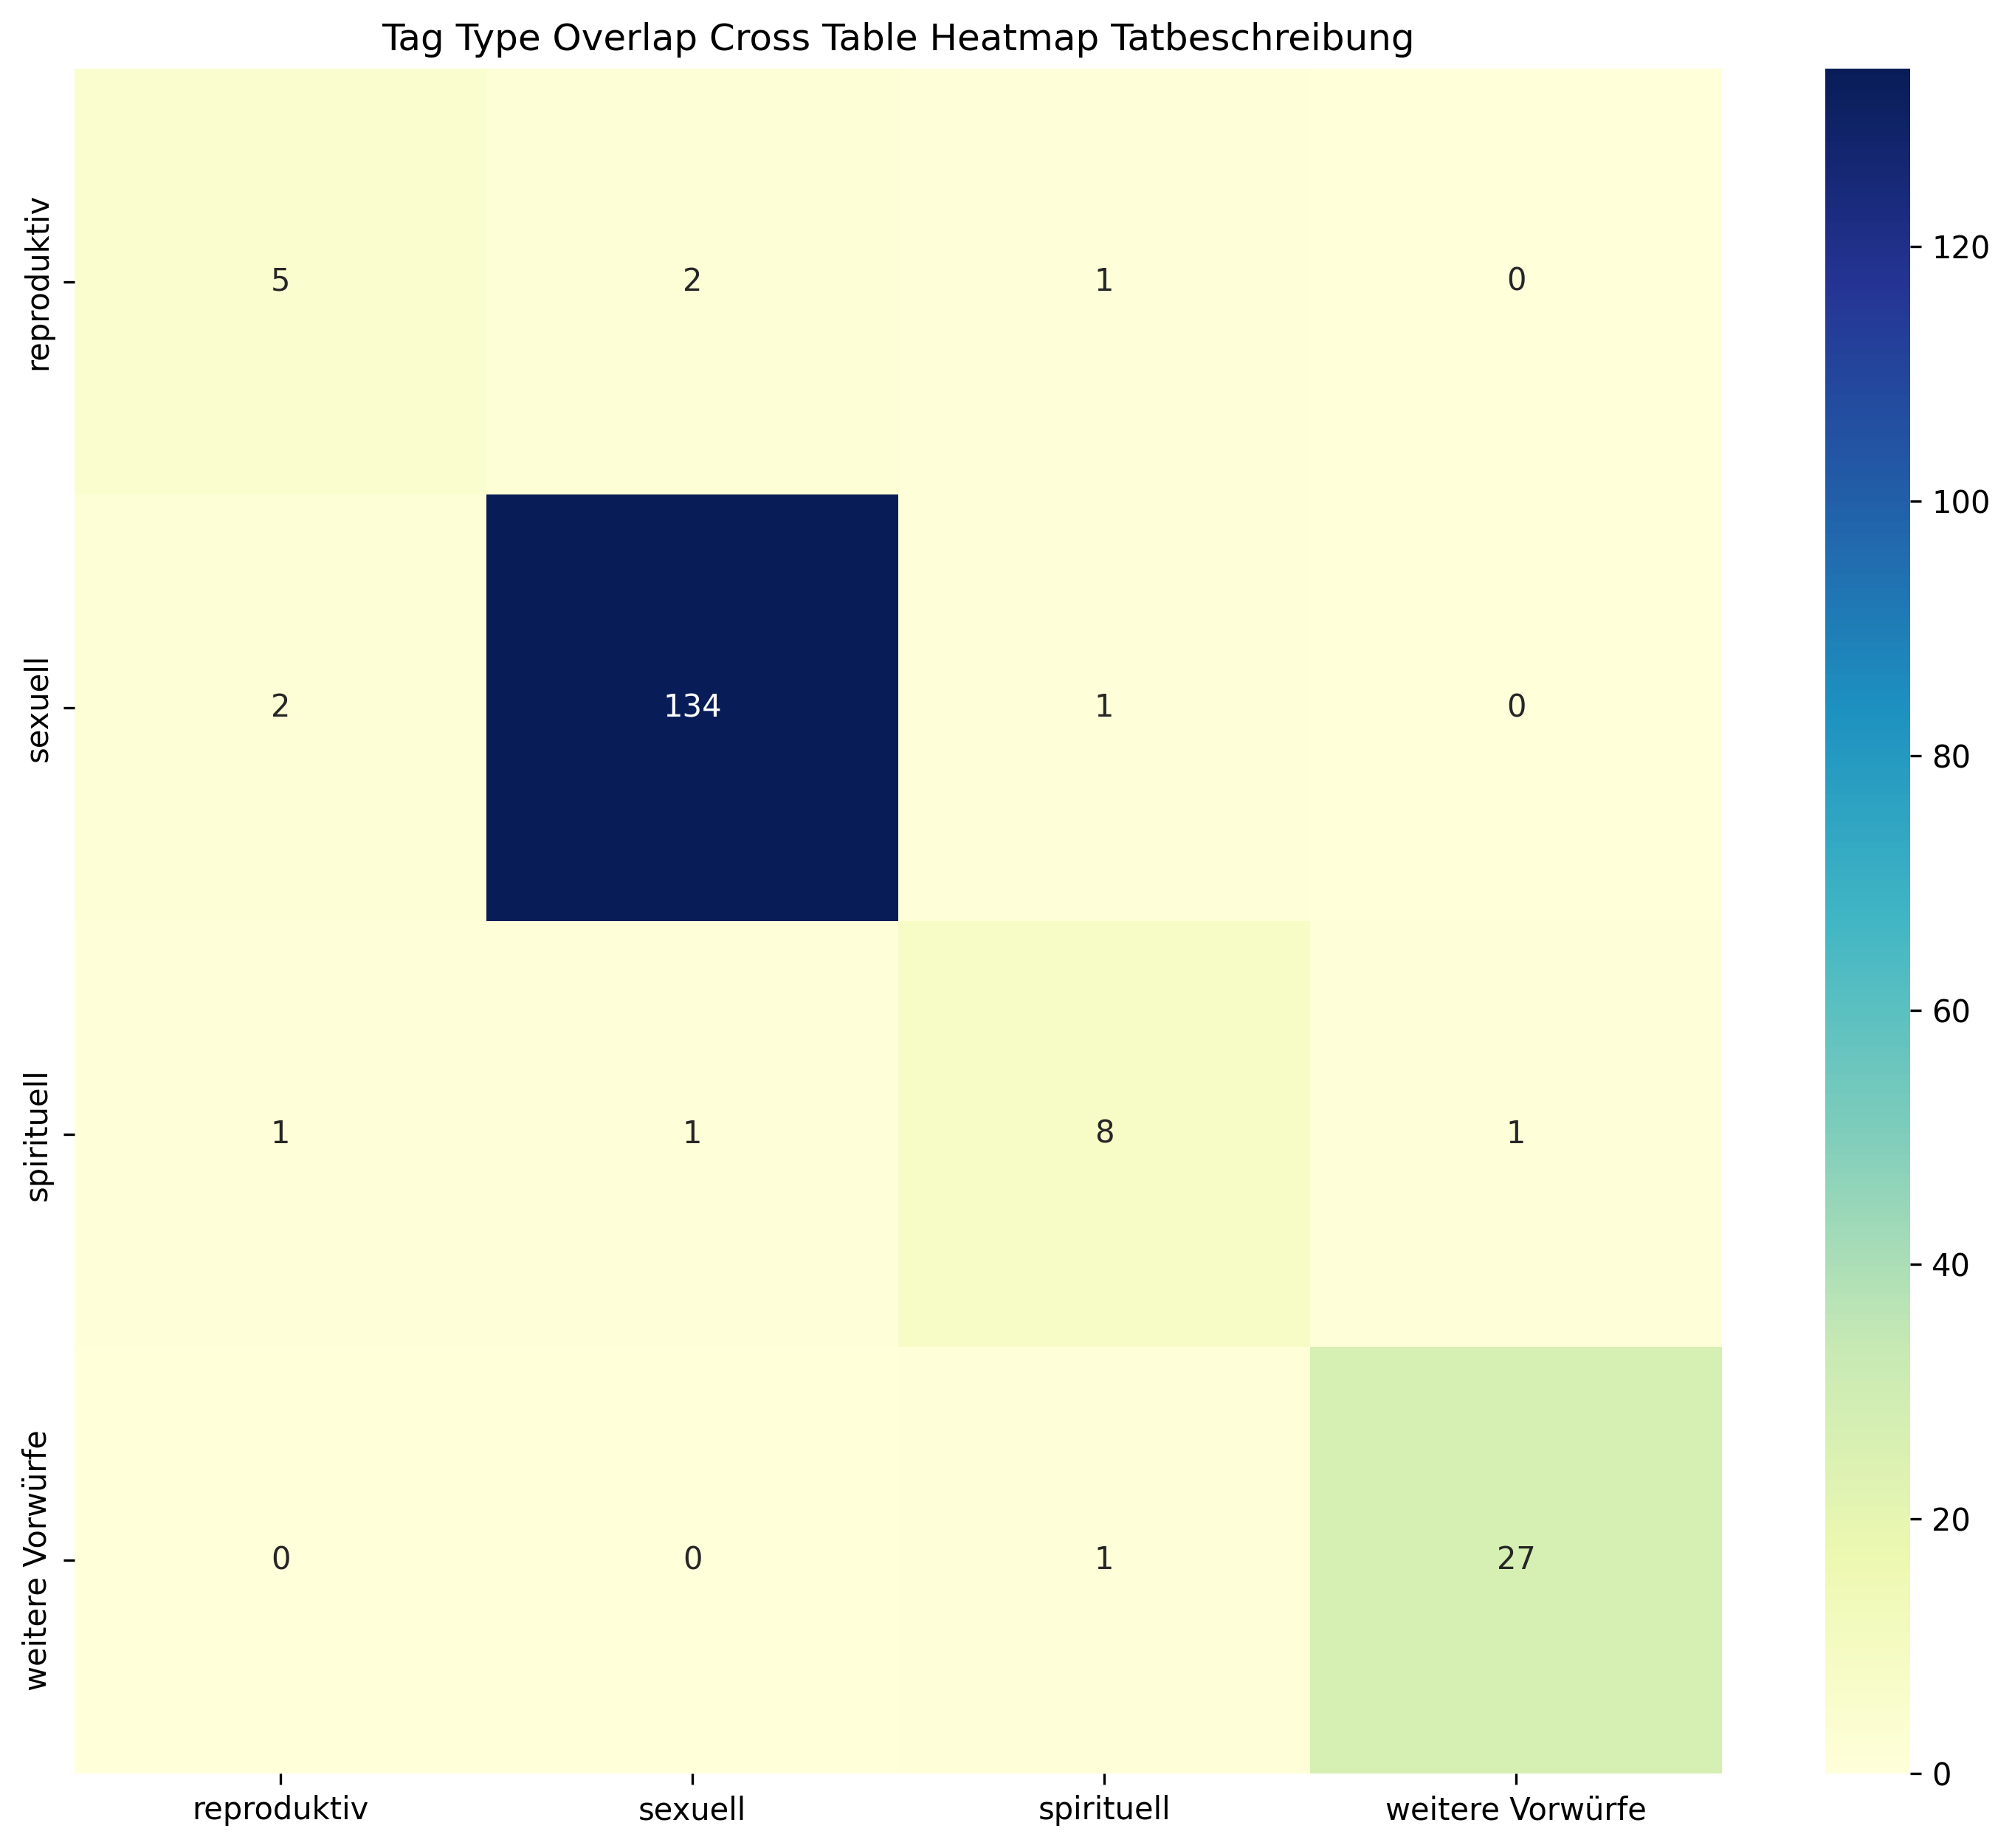 Tag Type Overlap Cross Table Heatmap Tatbeschreibung
reproduktiv
5 2 1 0
sexuell
2 134 1 0
spirituell
1 1 8 1
weitere Vorwürfe
0 0 1 27
reproduktiv sexuell spirituell weitere Vorwürfe
120
100
80
60
40
20
0